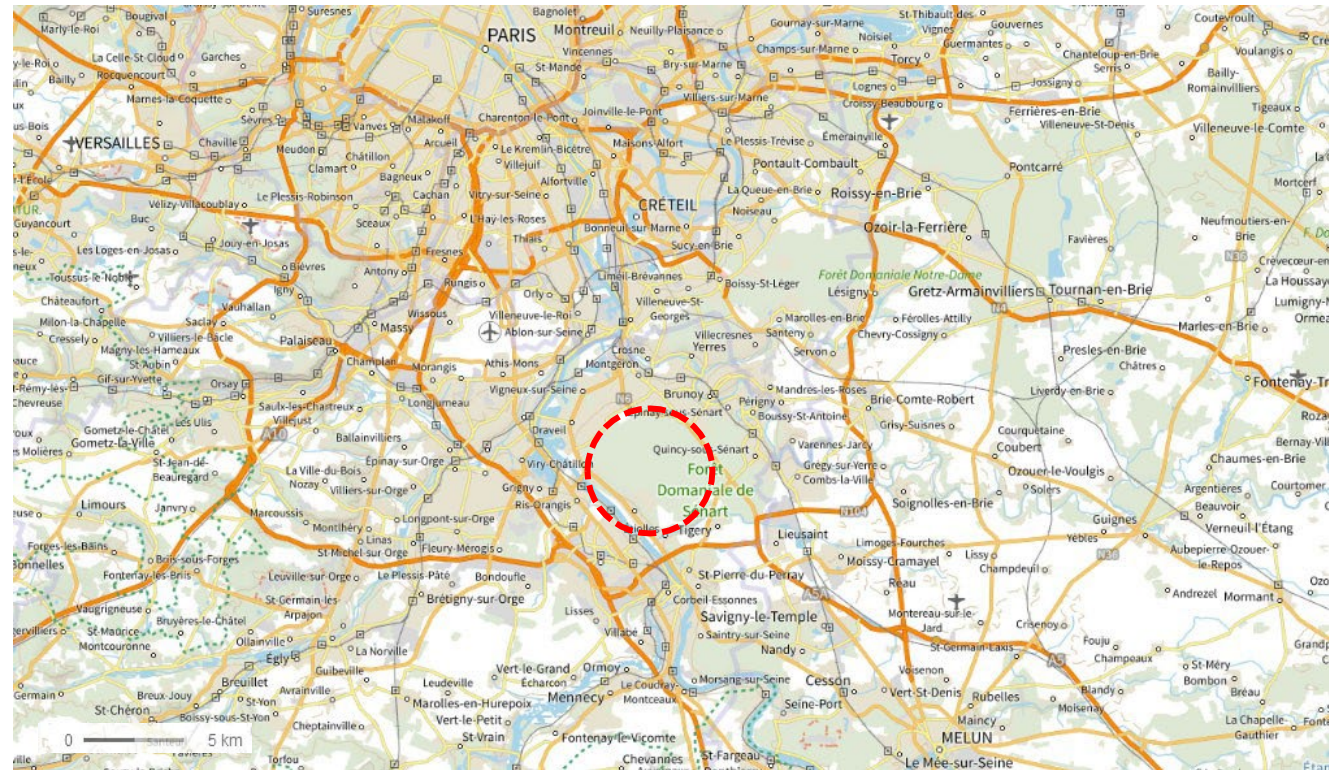 Bougival
Suresnes
Bagnolet
Gournay-sur-Marne
St-Thibault-des-Vignes
Gouvernes
Coutevroult
Marly-le-Roi
PARIS
Montreuil
Neuilly-Plaisance
Noisiel
Guermantes
Chanteloup-en-Brie
La Celle-St-Cloud
Garches
Vincennes
Champs-sur-Marne
Torcy
Serris
Voulangis
Bailly
Rocquencourt
St-Mandé
Bry-sur-Marne
Lognes
Jossigny
Bailly-Romainvilliers
Marnes-la-Coquette
Villiers-sur-Marne
Croissy-Beaubourg
Tigeaux
Sèvres
Vanves
Malakoff
Charenton-le-Pont
Joinville-le-Pont
Ferrières-en-Brie
Villeneuve-St-Denis
Villeneuve-le-Comte
VERSAILLES
Chaville
Meudon
Châtillon
Arcueil
Le Kremlin-Bicêtre
Maisons-Alfort
Le Plessis-Trévise
Émerainville
Clamart
Bagneux
Villejuif
Pontault-Combault
Pontcarré
Alfortville
Le Plessis-Robinson
Cachan
Vitry-sur-Seine
La Queue-en-Brie
Roissy-en-Brie
Mortcerf
Vélizy-Villacoublay
CRÉTEIL
Noiseau
Guyancourt
Buc
Sceaux
L'Haÿ-les-Roses
Bonneuil-sur-Marne
Ozoir-la-Ferrière
Neufmoutiers-en-Brie
Les Loges-en-Josas
Jouy-en-Josas
Fresnes
Thiais
Sucy-en-Brie
Favières
N36
Toussus-le-Noble
Bièvres
Antony
Rungis
Limeil-Brévannes
Boissy-St-Léger
Forêt Domaniale Notre-Dame
Igny
Orly
Lésigny
Gretz-Armainvilliers
Tournan-en-Brie
Châteaufort
Vauhallan
Wissous
Villeneuve-le-Roi
Villeneuve-St-Georges
N4
Milon-la-Chapelle
Saclay
Massy
Ablon-sur-Seine
Marolles-en-Brie
Férolles-Attilly
Cressely
Villiers-le-Bacle
Palaiseau
Villecresnes
Santeny
Chevry-Cossigny
Marles-en-Brie
Magny-les-Hameaux
Crosne
Yerres
Servon
Presles-en-Brie
St-Aubin
Champlan
Morangis
Athis-Mons
Montgeron
Châtres
Gif-sur-Yvette
Orsay
Vigneux-sur-Seine
Brunoy
Mandres-les-Roses
Liverdy-en-Brie
Longjumeau
N6
Périgny
Brie-Comte-Robert
Saulx-les-Chartreux
Villejust
Les Ulis
Boussy-St-Antoine
Gometz-le-Châtel
A10
Ballainvilliers
Draveil
Grisy-Suisnes
Courquetaine
Gometz-la-Ville
Varennes-Jarcy
Coubert
St-Jean-de-Beauregard
La Ville-du-Bois
Épinay-sur-Orge
Viry-Châtillon
Quincy-sous-Sénart
Chaumes-en-Brie
Nozay
Villiers-sur-Orge
Forêt Domaniale de Sénart
Combs-la-Ville
Ozouer-le-Voulgis
Limours
Grigny
Solers
Argentières
Courtomer
Janvry
Marcoussis
Ris-Orangis
Soignolles-en-Brie
Beauvoir
Longpont-sur-Orge
N104
Guignes
Verneuil-l'Étang
Montlhéry
Tigery
Lieusaint
Yèbles
Linas
Limoges-Fourches
Forges-les-Bains
Briis-sous-Forges
St-Michel-sur-Orge
Fleury-Mérogis
Moissy-Cramayel
Lissy
N36
Aubepierre-Ozouer-le-Repos
Champdeuil
Fontenay-lès-Briis
Leuville-sur-Orge
Le Plessis-Pâté
Bondoufle
St-Pierre-du-Perray
Réau
Andrezel
Mormant
St-Germain-lès-Arpajon
Brétigny-sur-Orge
Corbeil-Essonnes
A5A
Vaugrigneuse
Lisses
Savigny-le-Temple
Montereau-sur-le-Jard
Bruyères-le-Châtel
Crisenoy
St-Maurice-Montcouronne
Ollainville
La Norville
Villabé
Saintry-sur-Seine
Fouju
Égly
Nandy
St-Germain-Laxis
Champeaux
Guibeville
Vert-le-Grand
Ormoy
A5
St-Méry
Breuillet
Leudeville
Écharcon
Morsang-sur-Seine
Cesson
Voisenon
Bombon
Breux-Jouy
Avrainville
Mennecy
Le Coudray-Montceaux
Vert-St-Denis
Rubelles
Blandy
Bréau
St-Yon
Marolles-en-Hurepoix
Seine-Port
Moisenay
St-Chéron
Boissy-sous-St-Yon
Cheptainville
Vert-le-Petit
Maincy
La Chapelle-Gauthier
St-Vrain
Fontenay-le-Vicomte
MELUN
0
5 km
Torfou
Chevannes
St-Fargeau
Le Mée-sur-Seine